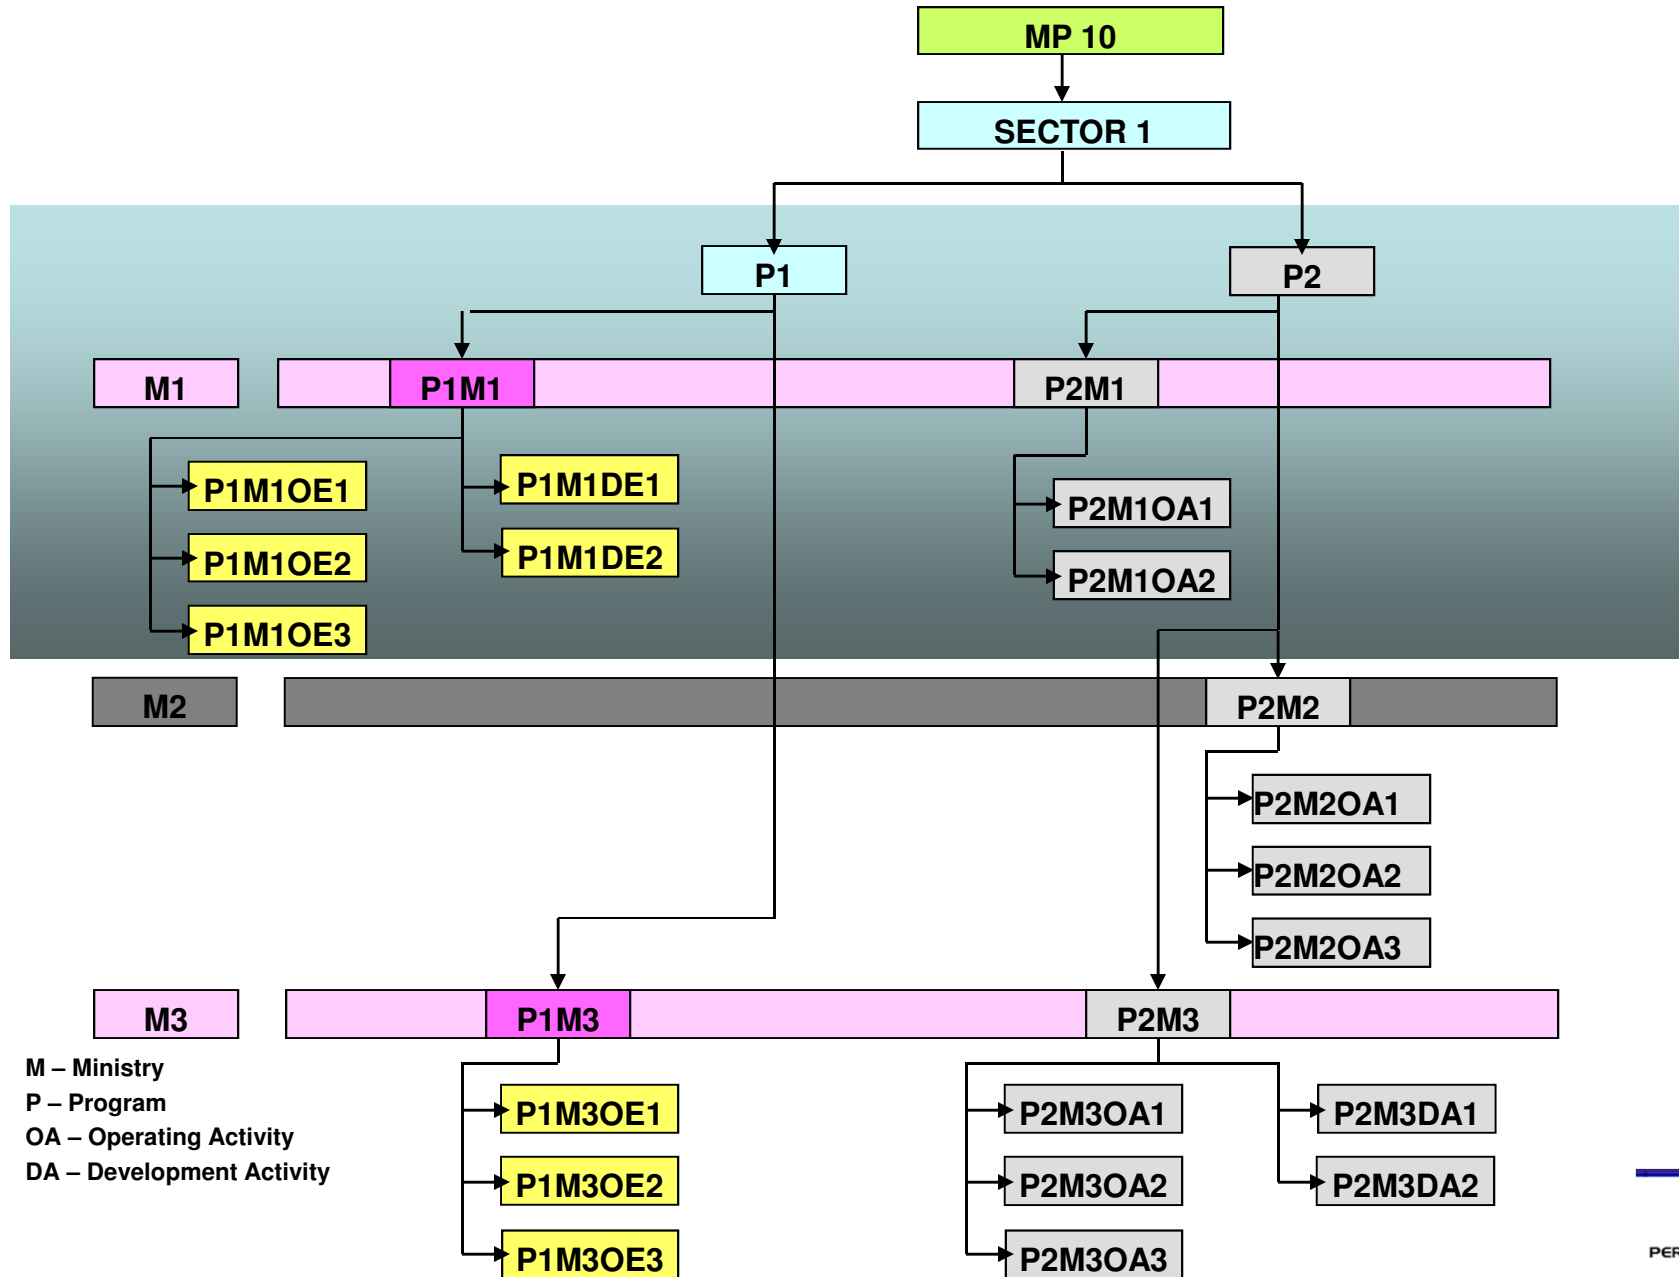 MP 10
SECTOR 1
P1
P2
M1
P1M1
P2M1
P1M1OE1
P1M1DE1
P2M1OA1
P1M1OE2
P1M1DE2
P2M1OA2
P1M1OE3
M2
P2M2
P2M2OA1
P2M2OA2
P2M2OA3
M3
P1M3
P2M3
M – Ministry
P – Program
OA – Operating Activity
DA – Development Activity
P1M3OE1
P2M3OA1
P2M3DA1
P1M3OE2
P2M3OA2
P2M3DA2
P1M3OE3
P2M3OA3
PER